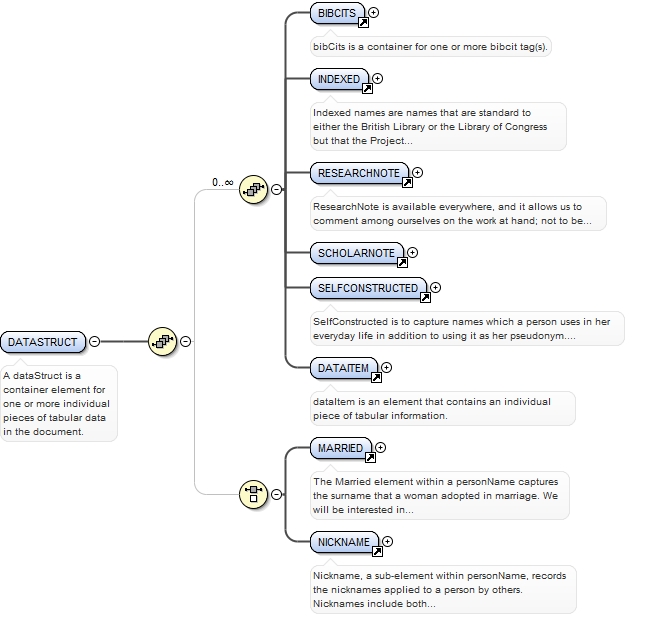 BIBCITS
bibCits is a container for one or more bibcit tag(s).
INDEXED
Indexed names are names that are standard to
either the British Library or the Library of Congress
but that the Project...
0..∞
RESEARCHNOTE
ResearchNote is available everywhere, and it allows us to
comment among ourselves on the work at hand; not to be...
SCHOLARNOTE
SELFCONSTRUCTED
SelfConstructed is to capture names which a person uses in her
everyday life in addition to using it as her pseudonym....
DATASTRUCT
A dataStruct is a
container element for
one or more individual
pieces of tabular data
in the document.
DATAITEM
dataItem is an element that contains an individual
piece of tabular information.
MARRIED
The Married element within a personName captures
the surname that a woman adopted in marriage. We
will be interested in...
NICKNAME
Nickname, a sub-element within personName, records
the nicknames applied to a person by others.
Nicknames include both...